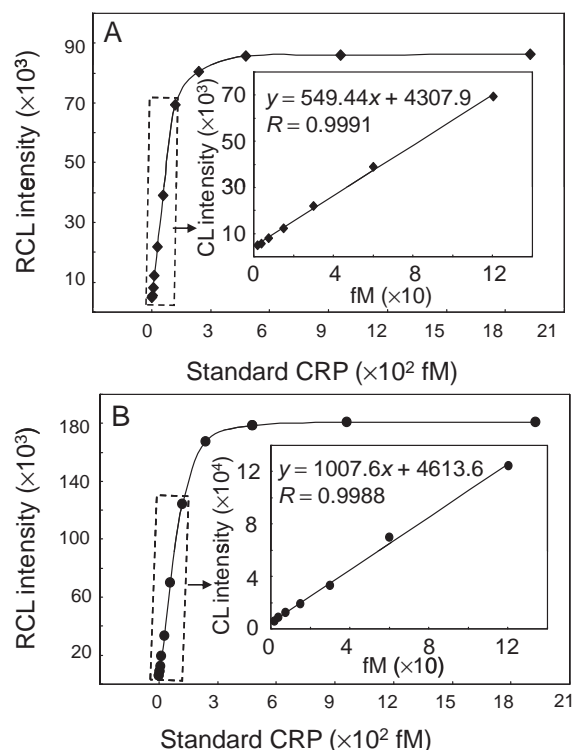 A
RCL intensity (×10³)
90
70
50
30
10
0 3 6 9 12 15 18 21
Standard CRP (×10² fM)
CL intensity (×10³)
70
50
30
10
y = 549.44x + 4307.9
R = 0.9991
0 4 8 12
fM (×10)
B
RCL intensity (×10³)
180
140
100
60
20
0 3 6 9 12 15 18 21
Standard CRP (×10² fM)
CL intensity (×10⁴)
12
8
4
0
y = 1007.6x + 4613.6
R = 0.9988
0 4 8 12
fM (×10)